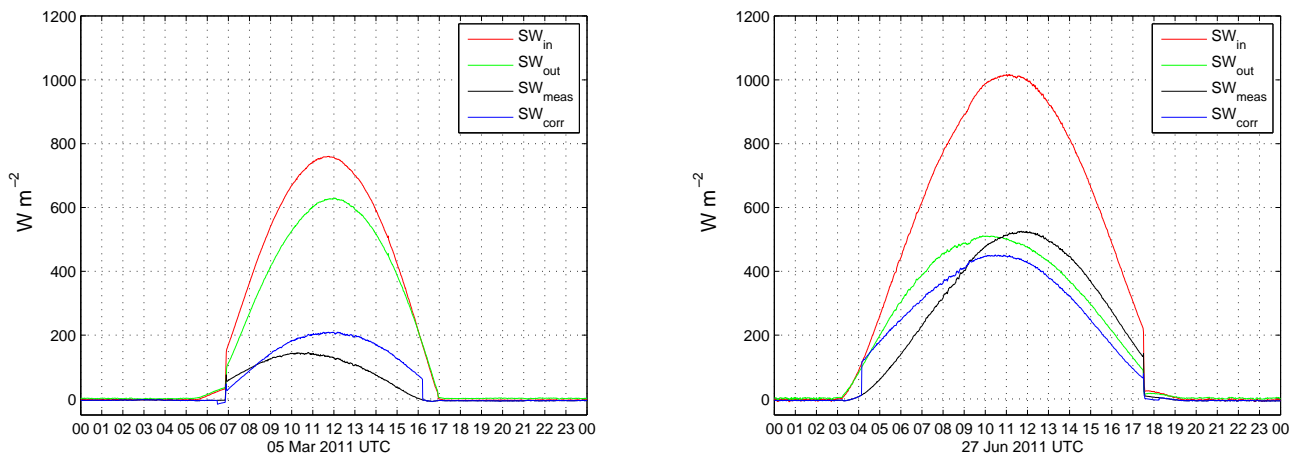 1200
1000
800
600
400
200
0
W m⁻²
SW_in
SW_out
SW_meas
SW_corr
00 01 02 03 04 05 06 07 08 09 10 11 12 13 14 15 16 17 18 19 20 21 22 23 00
05 Mar 2011 UTC
1200
1000
800
600
400
200
0
W m⁻²
SW_in
SW_out
SW_meas
SW_corr
00 01 02 03 04 05 06 07 08 09 10 11 12 13 14 15 16 17 18 19 20 21 22 23 00
27 Jun 2011 UTC